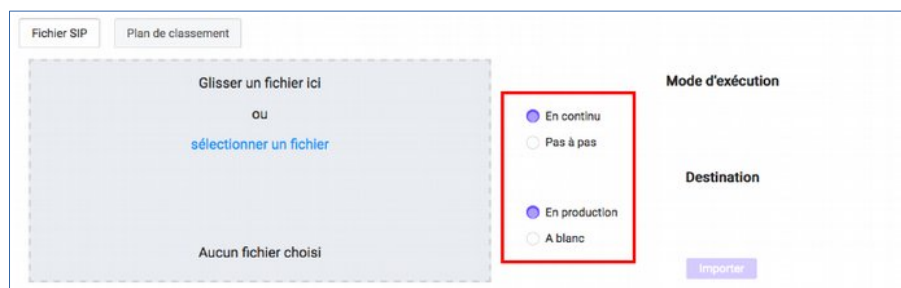 Fichier SIP
Plan de classement
Glisser un fichier ici
ou
sélectionner un fichier
Aucun fichier choisi
Mode d'exécution
En continu
Pas à pas
Destination
En production
A blanc
Importer